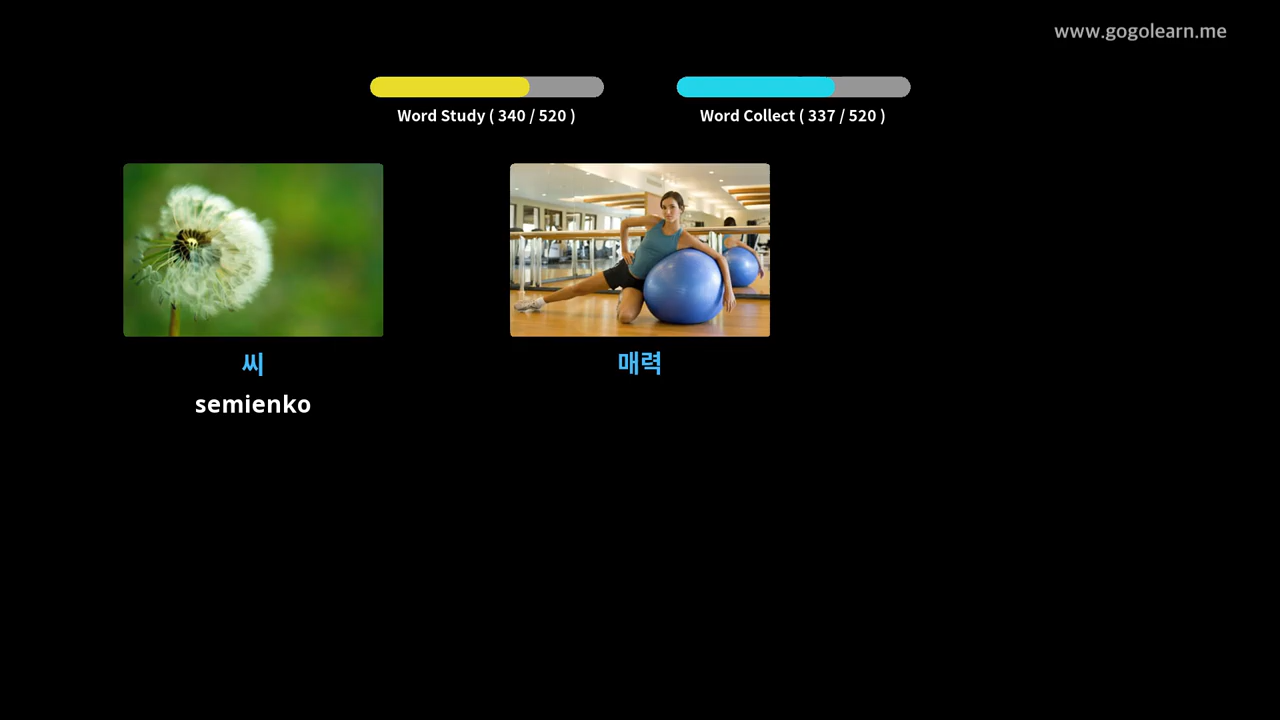 www.gogolearn.me
Word Study ( 340 / 520 )
Word Collect ( 337 / 520 )
씨
매력
semienko